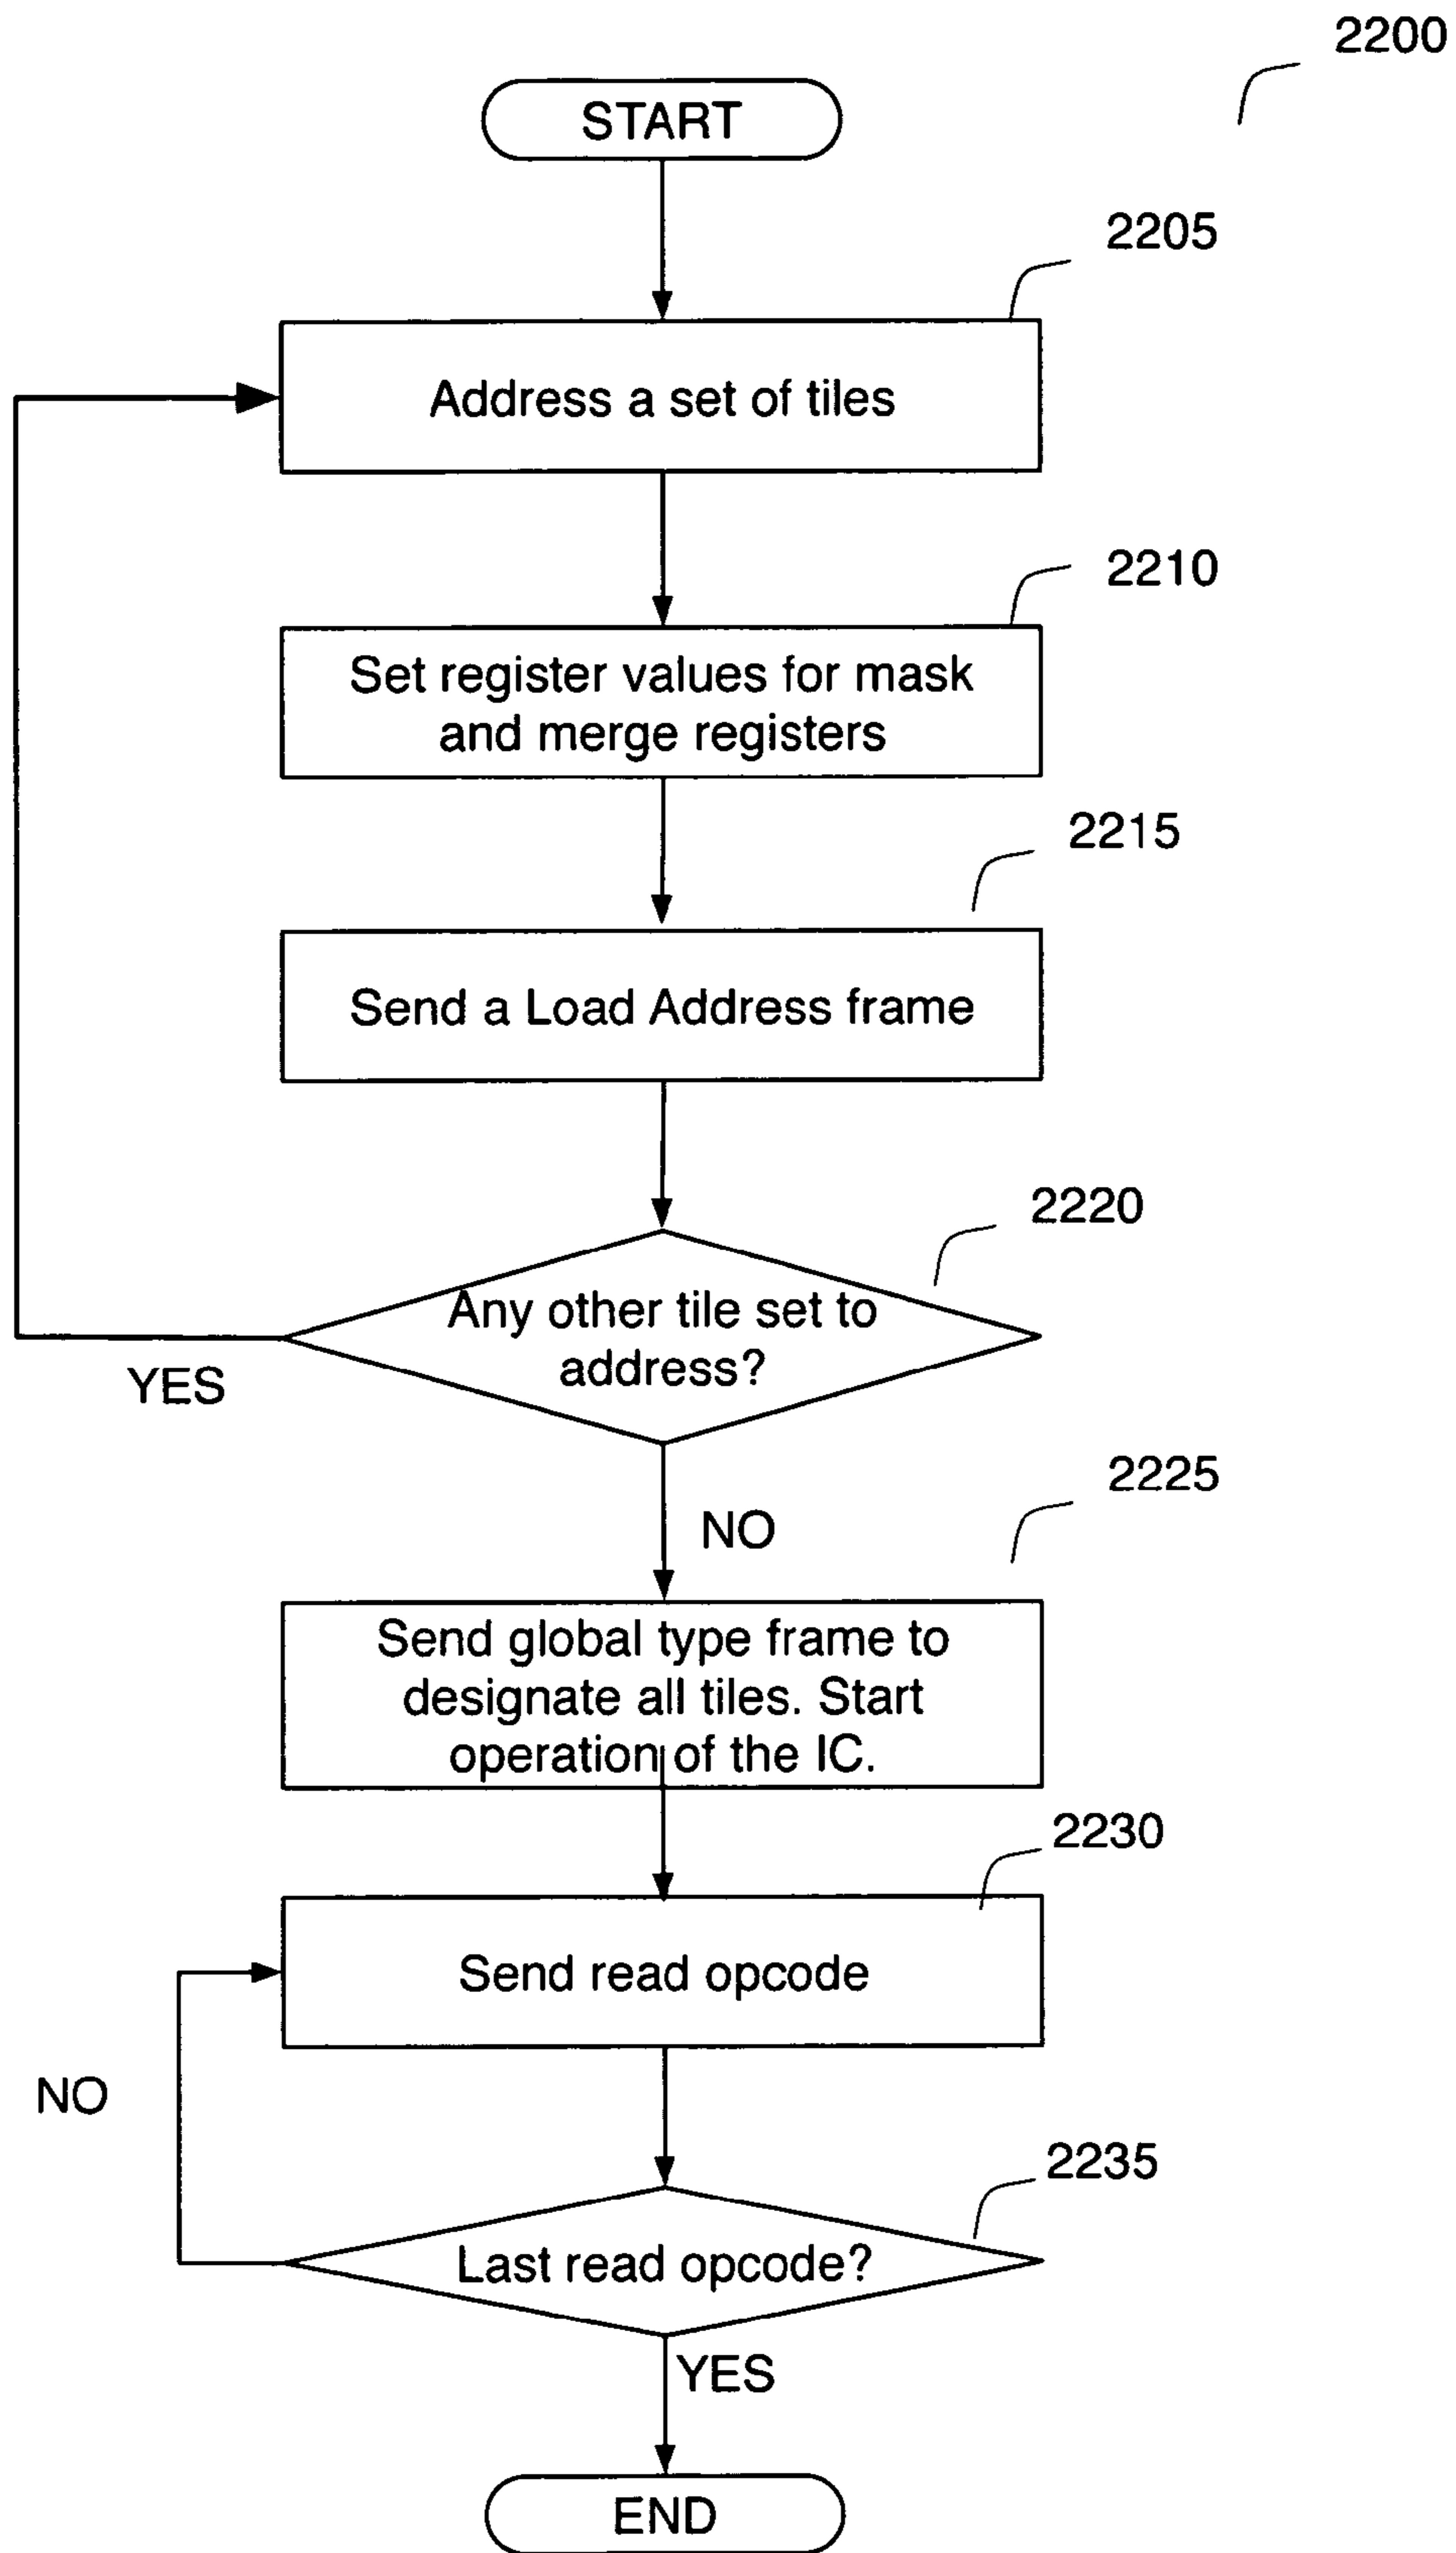 2200
START
2205
Address a set of tiles
2210
Set register values for mask
and merge registers
2215
Send a Load Address frame
2220
Any other tile set to
address?
YES
2225
NO
Send global type frame to
designate all tiles. Start
operation of the IC.
2230
Send read opcode
NO
2235
Last read opcode?
YES
END